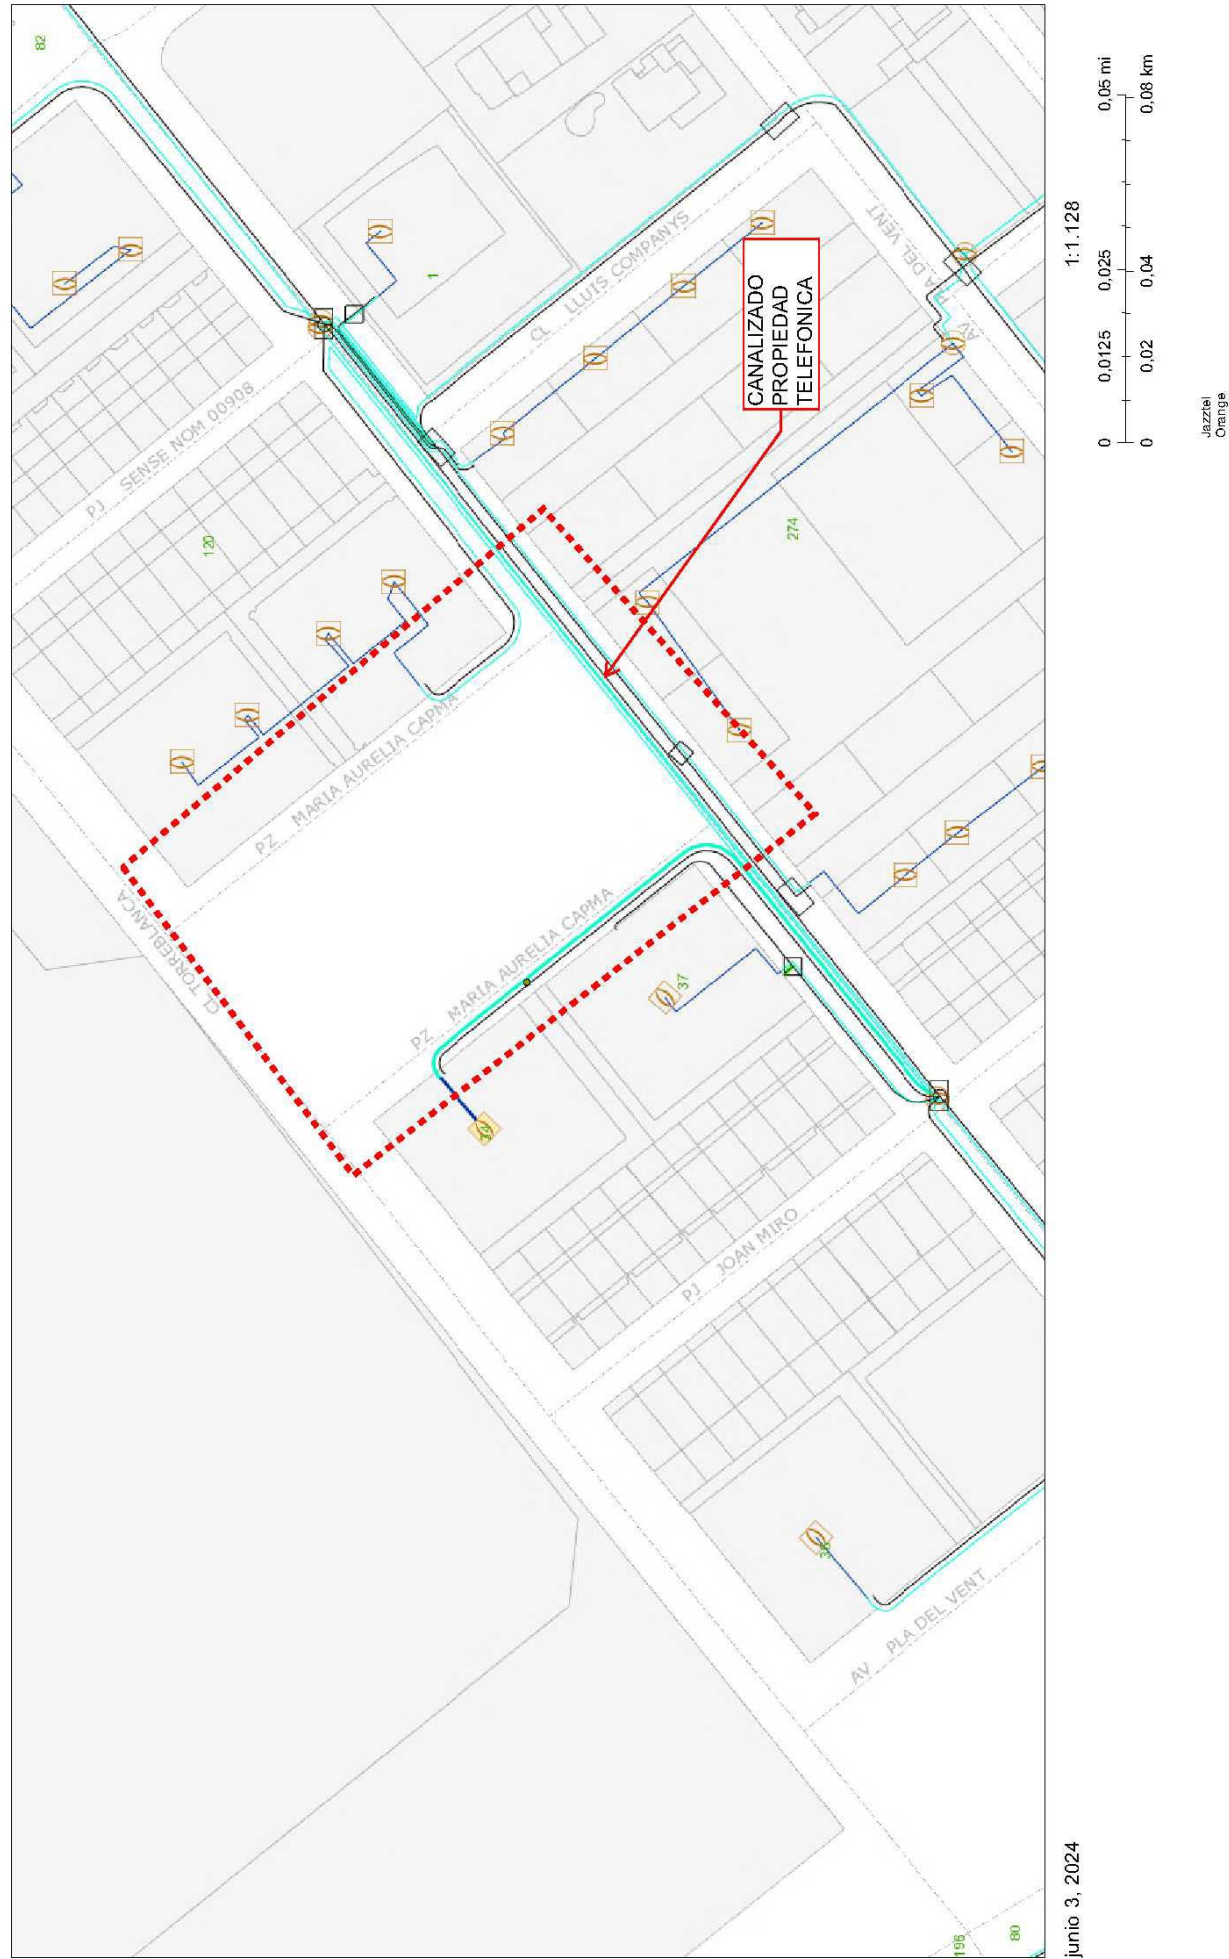 82
CL TORREBLANCA
PJ SENSE NOM 00908
120
1
PZ MARIA AURELIA CAPMA
CL LLUIS COMPANYS
AV PLA DEL VENT
CANALIZADO
PROPIEDAD
TELEFONICA
274
PZ MARIA AURELIA CAPMA
37
PJ JOAN MIRO
AV PLA DEL VENT
196
80
junio 3, 2024
1:1.128
0 0,0125 0,025 0,05 mi
0 0,02 0,04 0,08 km
Jazztel
Orange